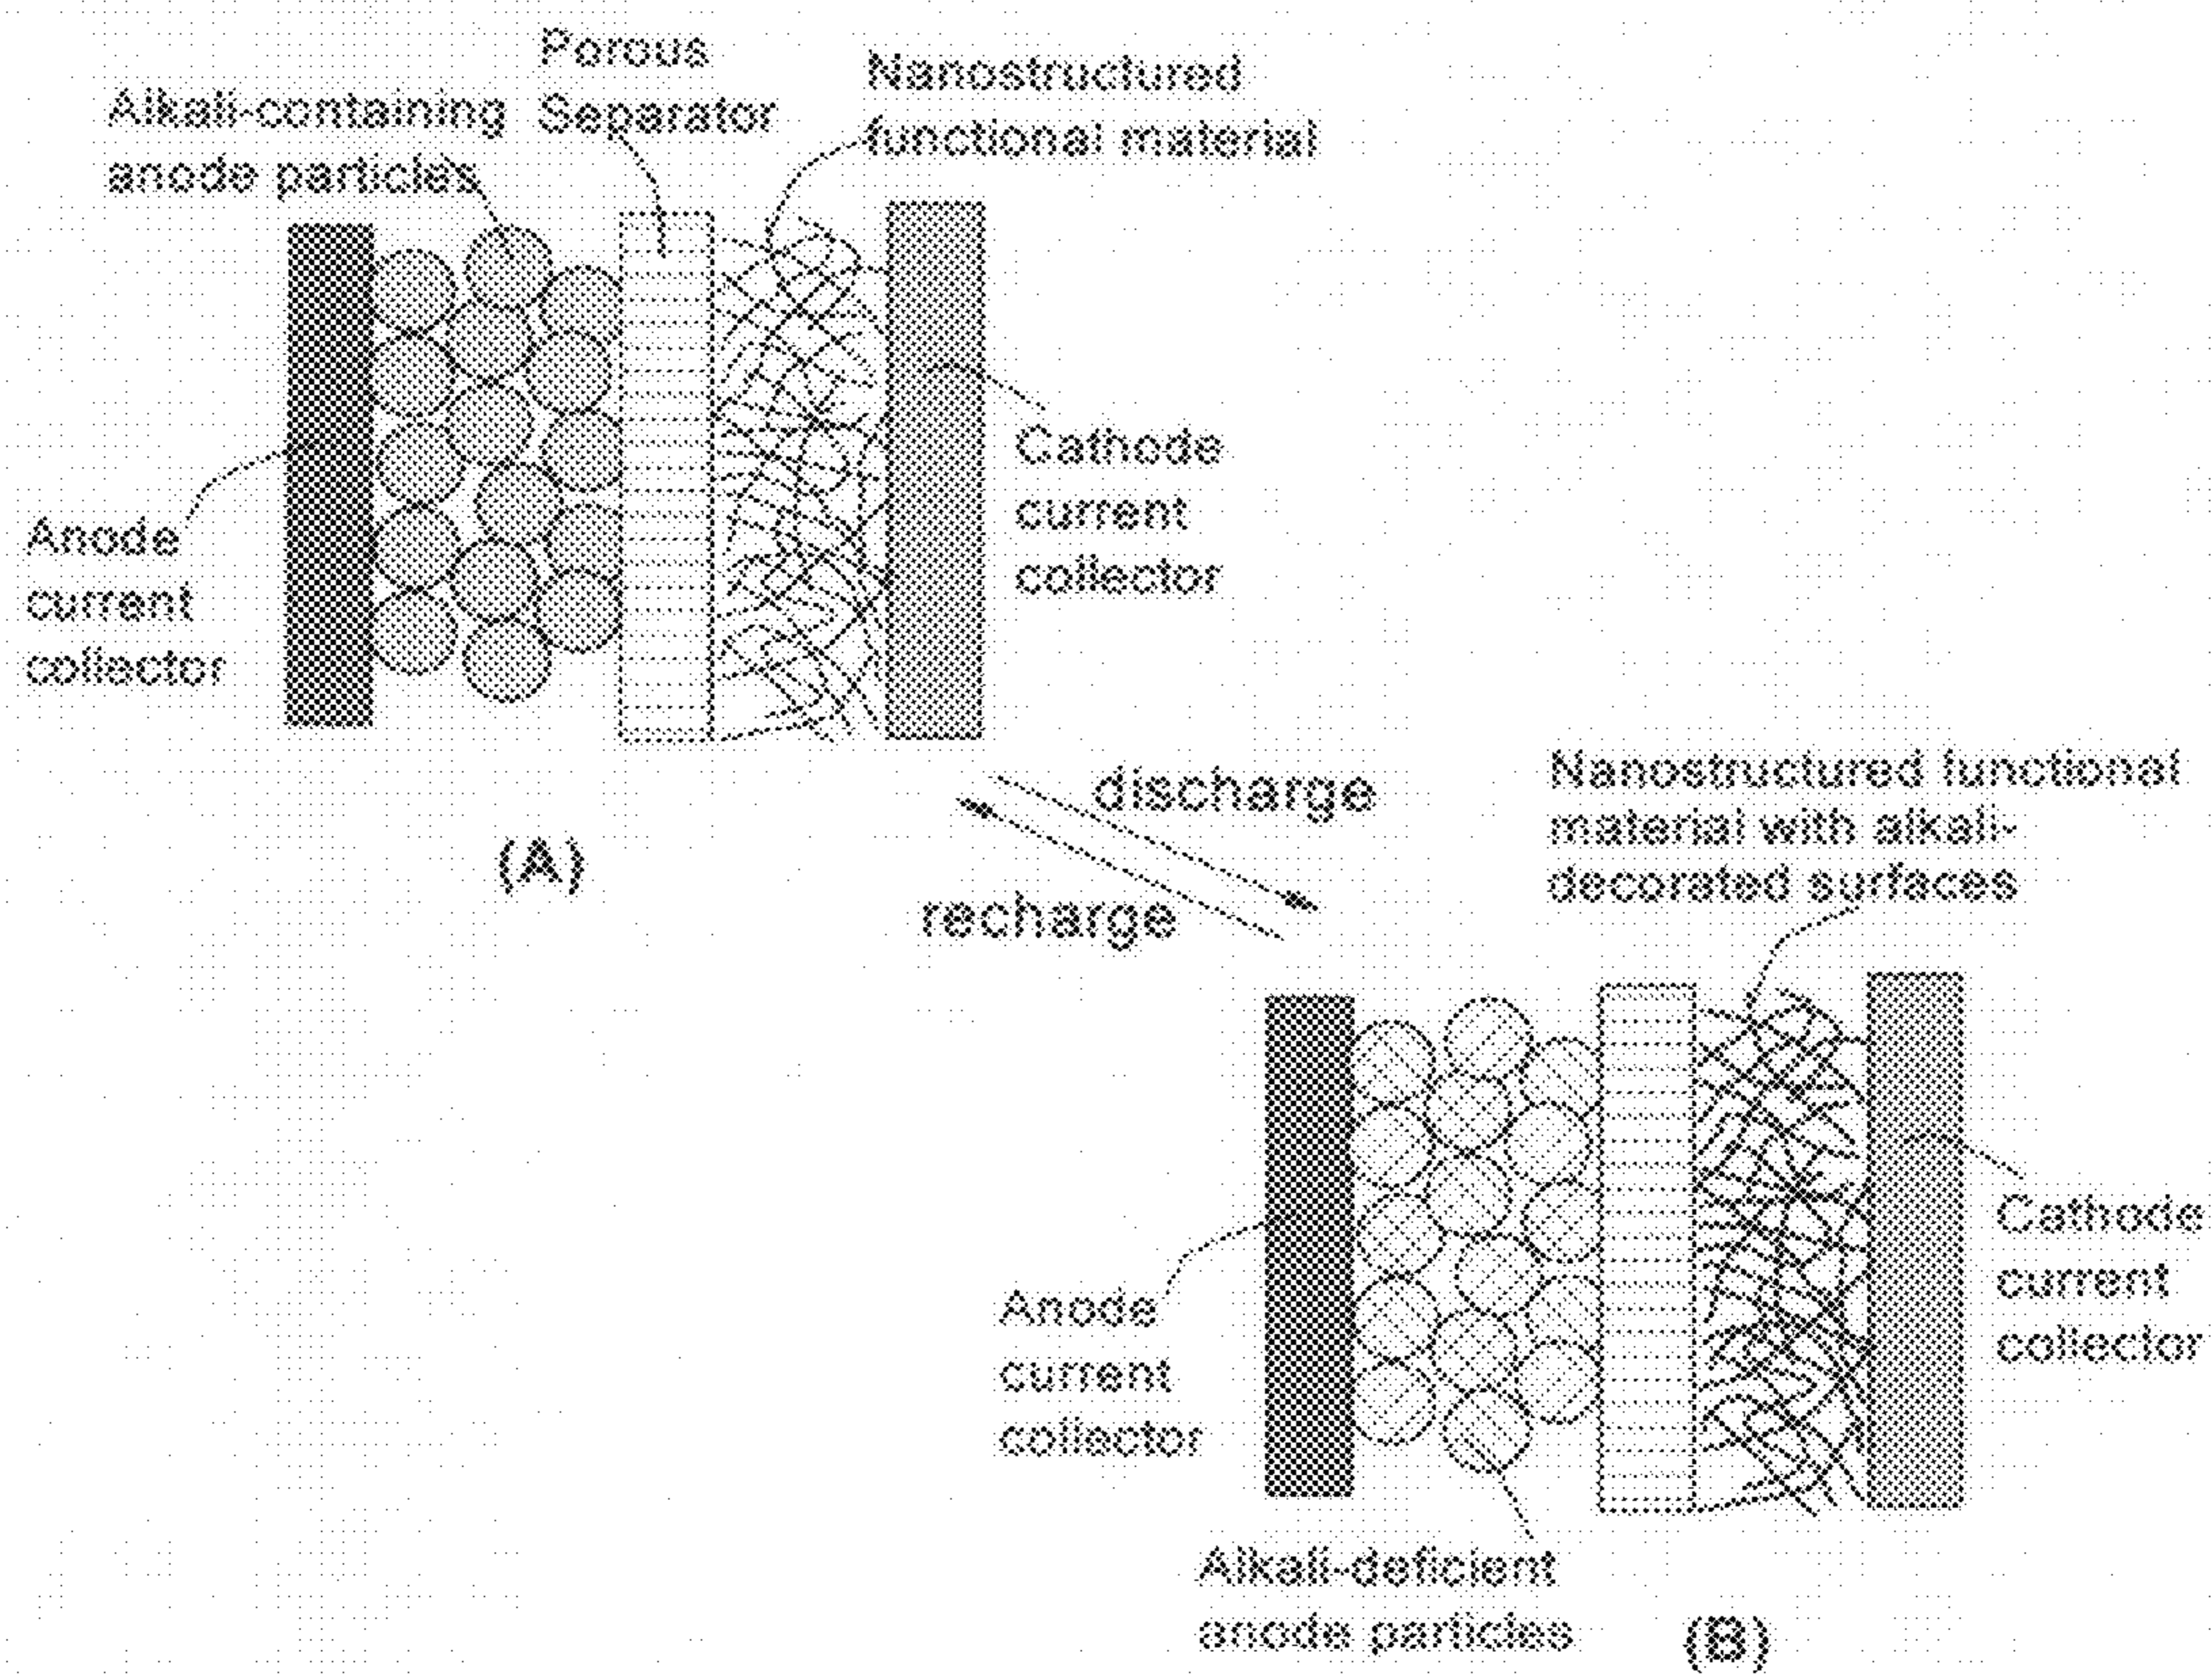 Porous
Separator
Alkali-containing
anode particles
Nanostructured
functional material
Anode
current
collector
Cathode
current
collector
(A)
discharge
recharge
Nanostructured functional
material with alkali-
decorated surfaces
Anode
current
collector
Cathode
current
collector
Alkali-deficient
anode particles
(B)